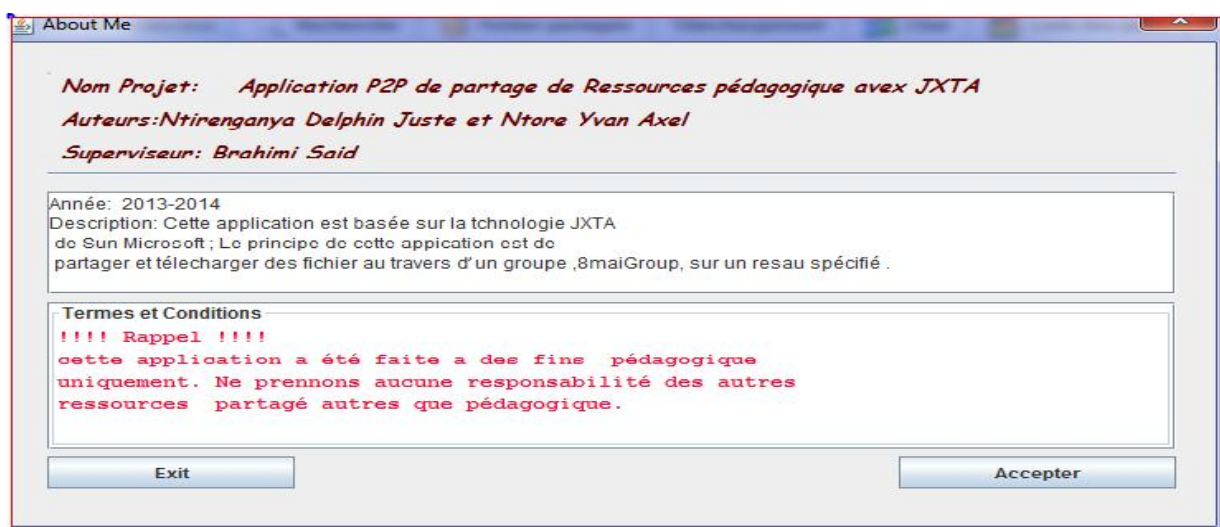 About Me
Nom Projet: Application P2P de partage de Ressources pédagogique avex JXTA
Auteurs:Ntirenganya Delphin Juste et Ntore Yvan Axel
Superviseur: Brahimi Said
Année: 2013-2014
Description: Cette application est basée sur la tchnologie JXTA
de Sun Microsoft ; Le principe de cette appication est de
partager et télecharger des fichier au travers d'un groupe ,8maiGroup, sur un resau spécifié .
Termes et Conditions
!!!! Rappel !!!!
cette application a été faite a des fins pédagogique
uniquement. Ne prennons aucune responsabilité des autres
ressources partagé autres que pédagogique.
Exit
Accepter